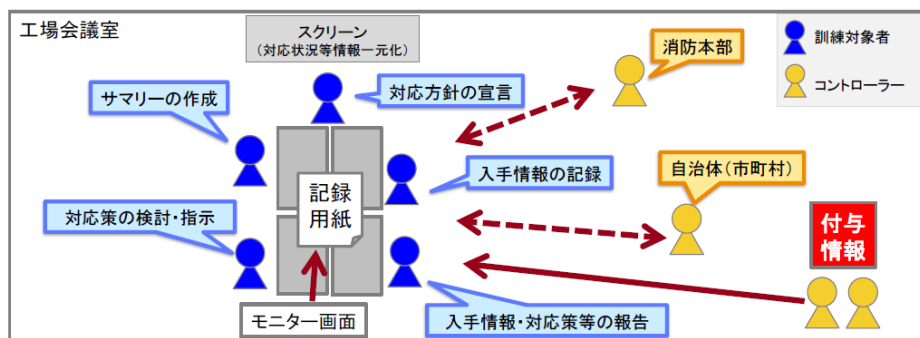 工場会議室
スクリーン
（対応状況等情報一元化）
消防本部
訓練対象者
コントローラー
サマリーの作成
対応方針の宣言
入手情報の記録
自治体（市町村）
記録
用紙
対応策の検討・指示
付与
情報
モニター画面
入手情報・対応策等の報告